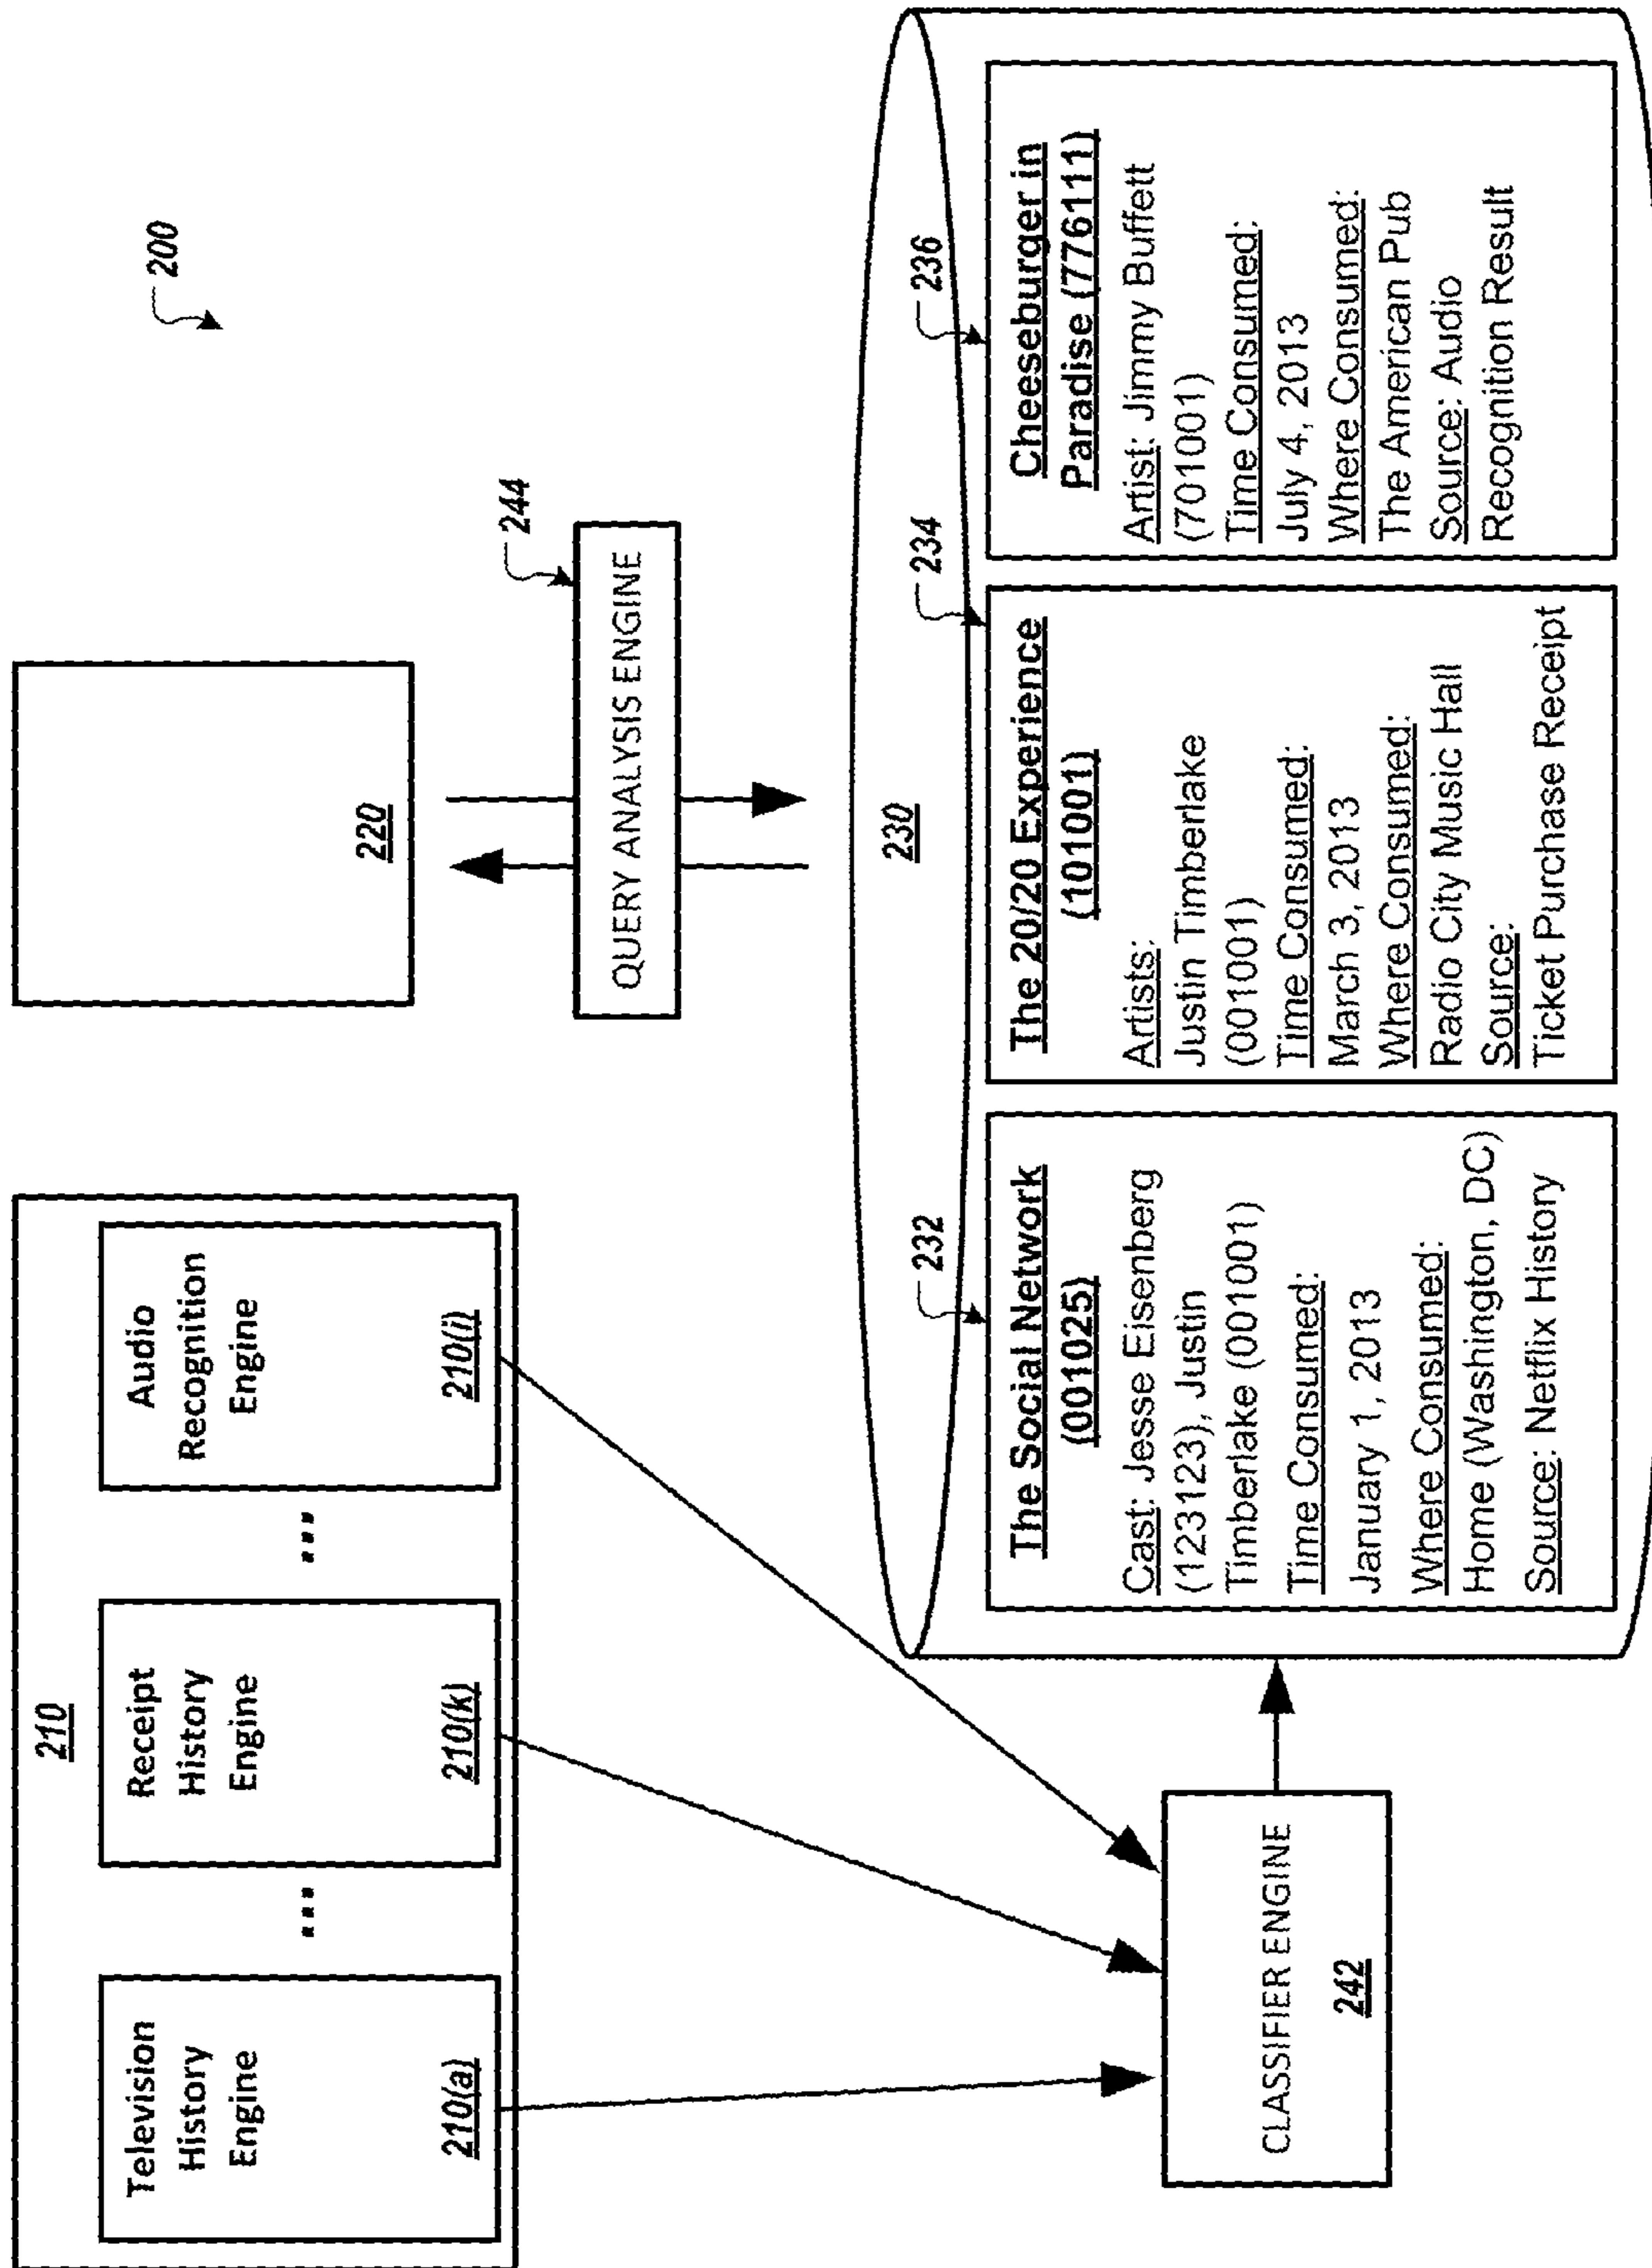 200
210
Television
History
Engine
210(a)
...
Receipt
History
Engine
210(k)
...
Audio
Recognition
Engine
210(i)
220
244
QUERY ANALYSIS ENGINE
CLASSIFIER ENGINE
242
230
232
The Social Network
(001025)
Cast: Jesse Eisenberg
(123123), Justin
Timberlake (001001)
Time Consumed:
January 1, 2013
Where Consumed:
Home (Washington, DC)
Source: Netflix History
234
The 20/20 Experience
(101001)
Artists:
Justin Timberlake
(001001)
Time Consumed:
March 3, 2013
Where Consumed:
Radio City Music Hall
Source:
Ticket Purchase Receipt
236
Cheeseburger in
Paradise (776111)
Artist: Jimmy Buffett
(701001)
Time Consumed:
July 4, 2013
Where Consumed:
The American Pub
Source: Audio
Recognition Result